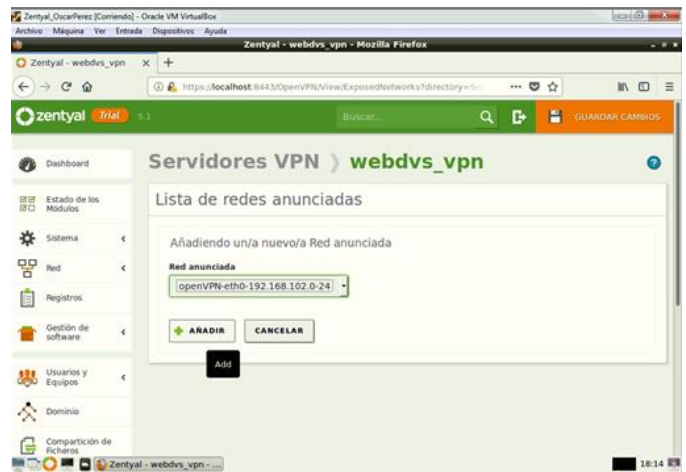 Zentyal_OscarPerez [Corriendo] - Oracle VM VirtualBox
Archivo Máquina Ver Entrada Dispositivos Ayuda
Zentyal - webdvs_vpn - Mozilla Firefox
Zentyal - webdvs_vpn
https://localhost:8443/OpenVPN/View/ExposedNetworks?directory=Se
zentyal Trial 5.1
Buscar...
GUARDAR CAMBIOS
Dashboard
Servidores VPN webdvs_vpn
Estado de los
Módulos
Lista de redes anunciadas
Sistema
Añadiendo un/a nuevo/a Red anunciada
Red
Red anunciada
openVPN-eth0-192.168.102.0-24
Registros
Gestión de
software
AÑADIR CANCELAR
Add
Usuarios y
Equipos
Dominio
Compartición de
Ficheros
Zentyal - webdvs_vpn - ...
18:14